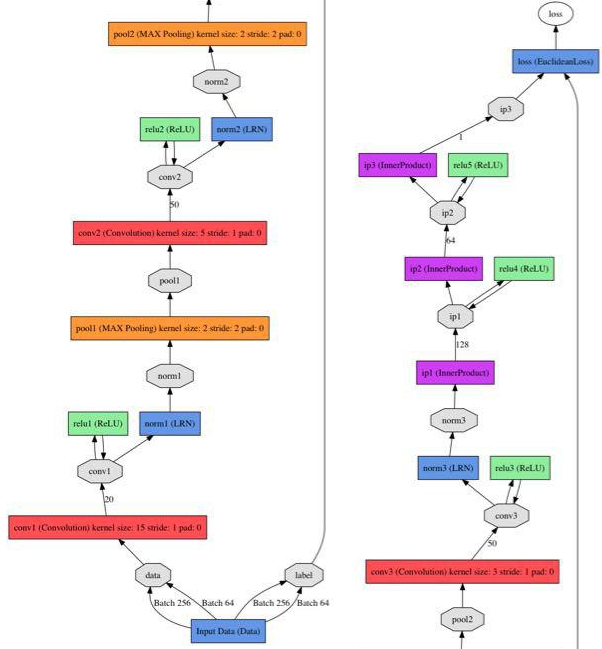 pool2 (MAX Pooling) kernel size: 2 stride: 2 pad: 0
norm2
relu2 (ReLU)
norm2 (LRN)
conv2
50
conv2 (Convolution) kernel size: 5 stride: 1 pad: 0
pool1
pool1 (MAX Pooling) kernel size: 2 stride: 2 pad: 0
norm1
relu1 (ReLU)
norm1 (LRN)
conv1
20
conv1 (Convolution) kernel size: 15 stride: 1 pad: 0
data
label
Batch 256
Batch 64
Batch 256
Batch 64
Input Data (Data)
loss
loss (EuclideanLoss)
ip3
1
ip3 (InnerProduct)
relu5 (ReLU)
ip2
64
ip2 (InnerProduct)
relu4 (ReLU)
ip1
128
ip1 (InnerProduct)
norm3
norm3 (LRN)
relu3 (ReLU)
conv3
50
conv3 (Convolution) kernel size: 3 stride: 1 pad: 0
pool2